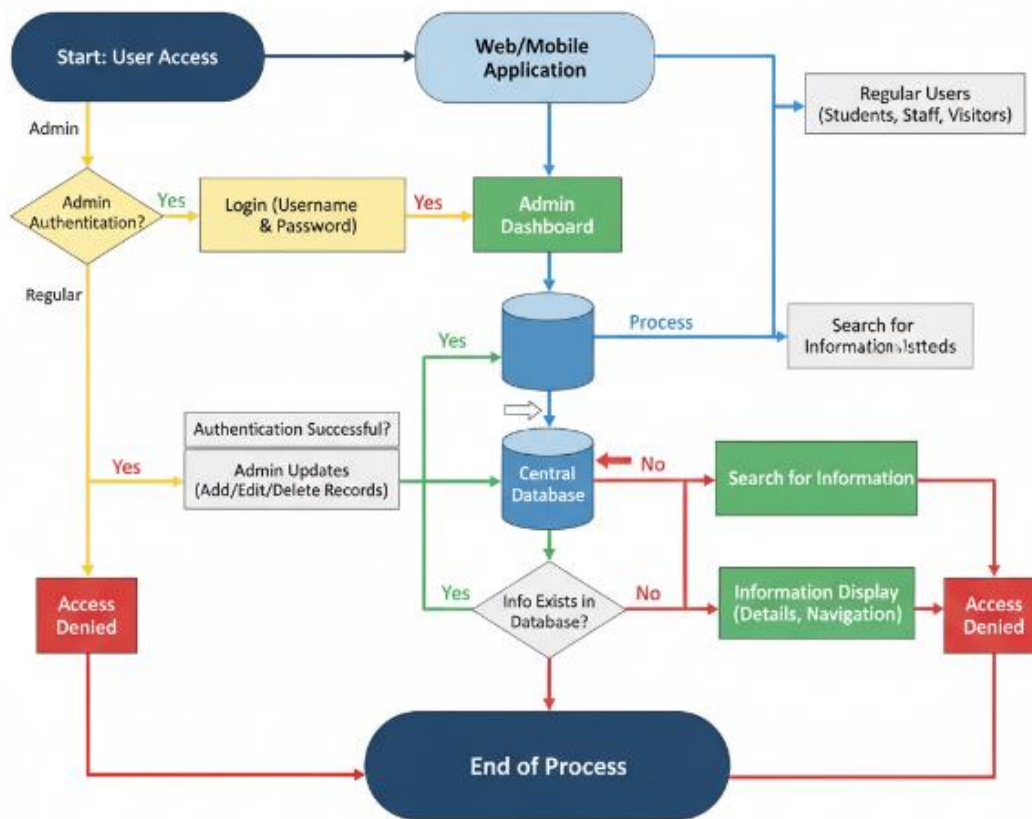 Start: User Access
Web/Mobile
Application
Regular Users
(Students, Staff, Visitors)
Admin
Admin
Authentication?
Yes
Login (Username
& Password)
Yes
Admin
Dashboard
Regular
Yes
Process
Search for
Authentication Successful?
Yes
Admin Updates
(Add/Edit/Delete Records)
Central
Database
No
Search for Information
Access
Denied
Yes
Info Exists in
Database?
No
Information Display
(Details, Navigation)
Access
Denied
End of Process